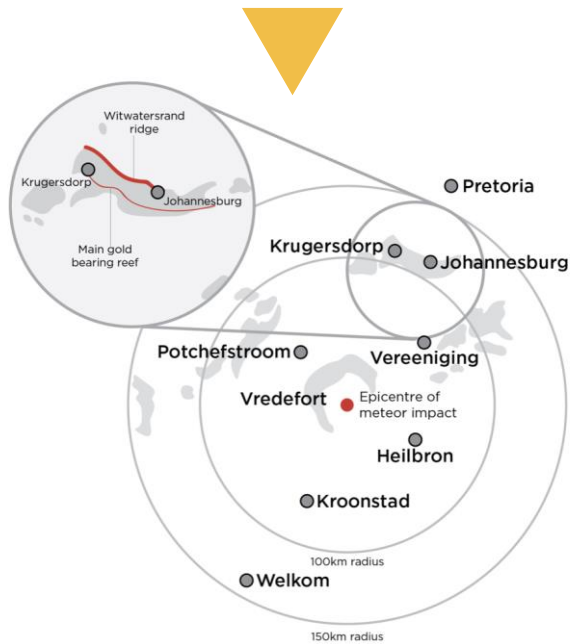 Witwatersrand
ridge
Krugersdorp
Johannesburg
Main gold
bearing reef
Pretoria
Krugersdorp
Johannesburg
Potchefstroom
Vereeniging
Vredefort
Epicentre of
meteor impact
Heilbron
Kroonstad
100km radius
Welkom
150km radius